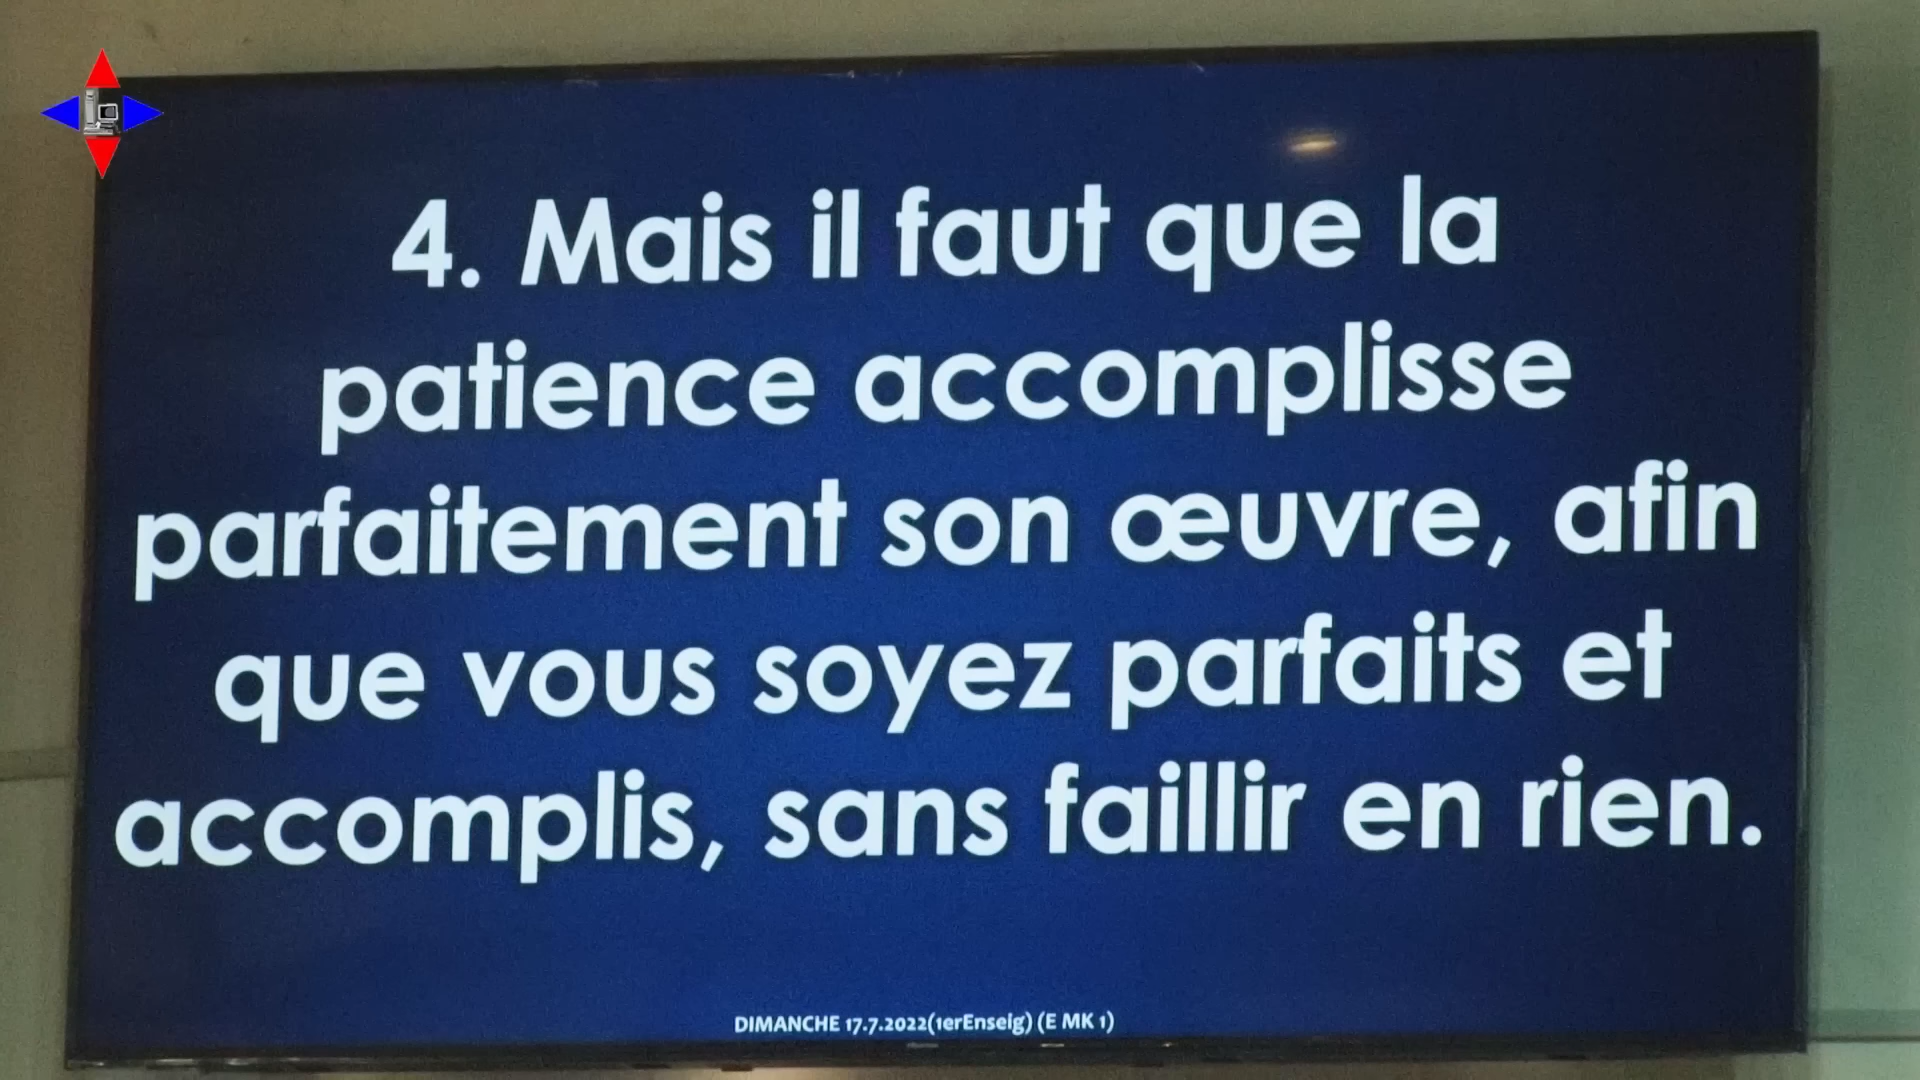 4. Mais il faut que la
patience accomplisse
parfaitement son œuvre, afin
que vous soyez parfaits et
accomplis, sans faillir en rien.
DIMANCHE 17.7.2022(1erEnseig) (E MK 1)